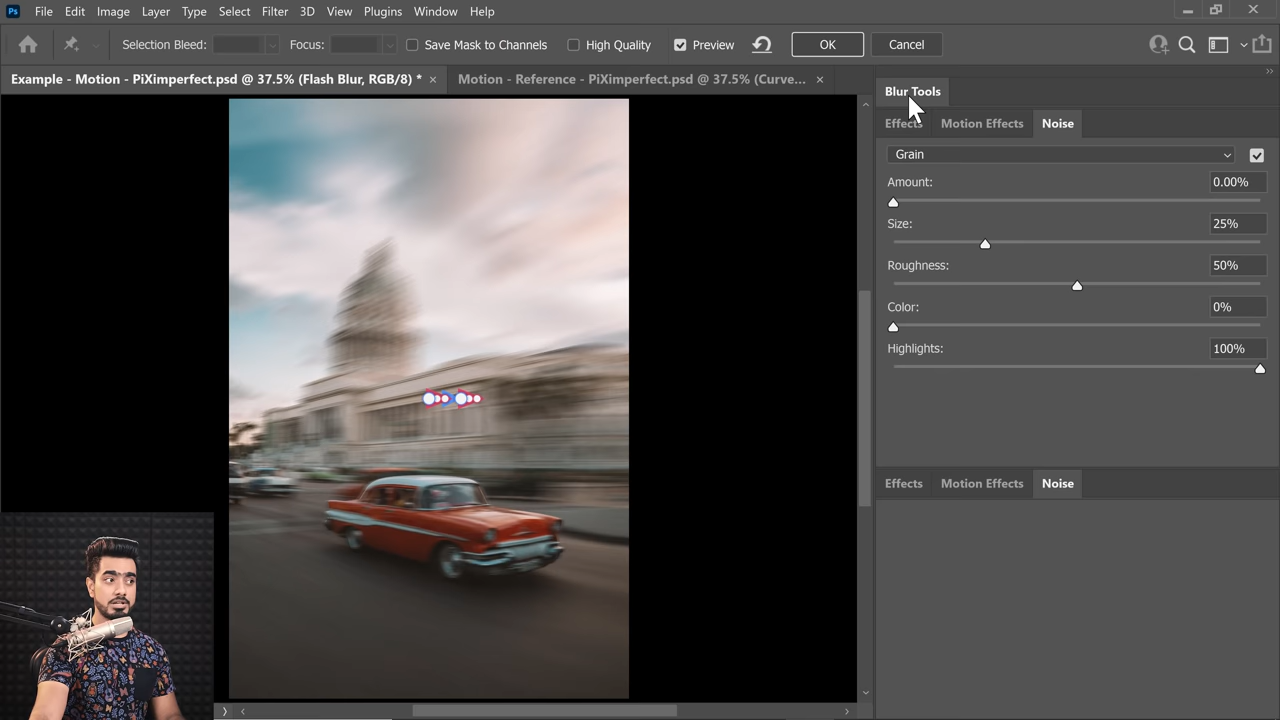 Ps File Edit Image Layer Type Select Filter 3D View Plugins Window Help
Selection Bleed: Focus: Save Mask to Channels High Quality Preview OK Cancel
Example - Motion - PiXimperfect.psd @ 37.5% (Flash Blur, RGB/8) * × Motion - Reference - PiXimperfect.psd @ 37.5% (Curve... ×
Blur Tools
Effects Motion Effects Noise
Grain
Amount: 0.00%
Size: 25%
Roughness: 50%
Color: 0%
Highlights: 100%
Effects Motion Effects Noise